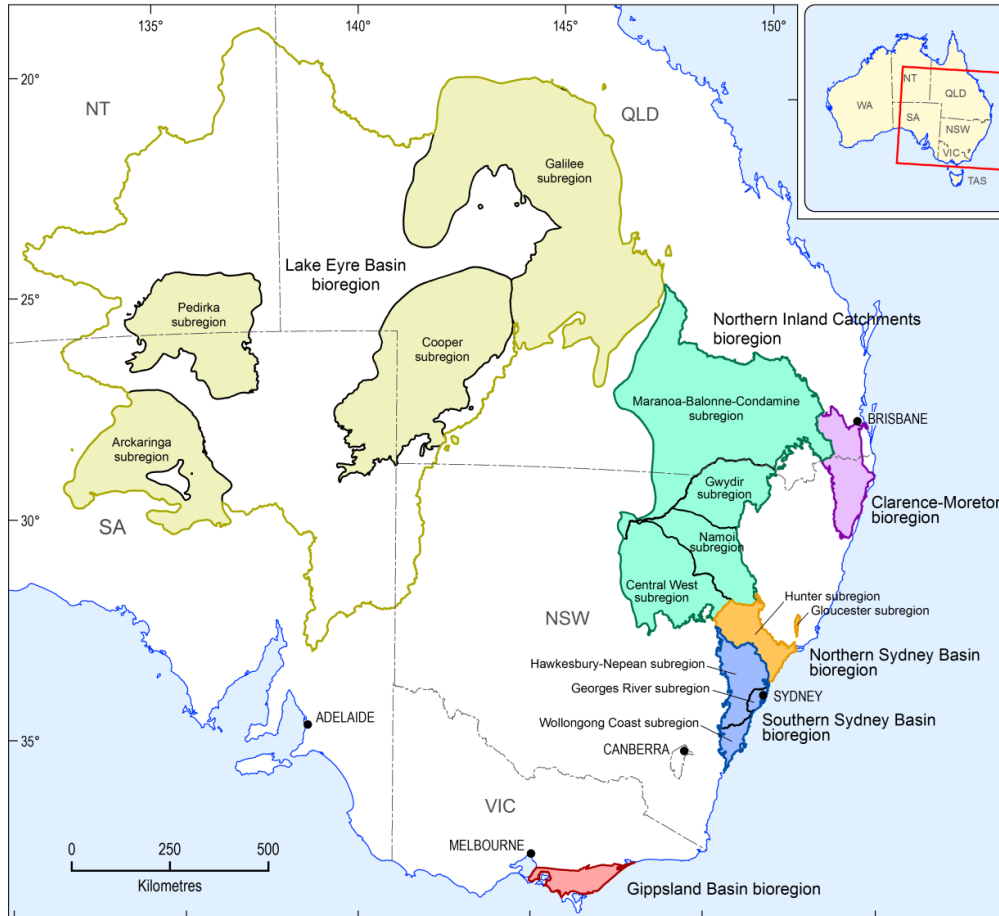 135°
140°
145°
150°
20°
25°
30°
35°
NT
QLD
SA
NSW
VIC
WA
NT
QLD
SA
NSW
VIC
TAS
Galilee
subregion
Lake Eyre Basin
bioregion
Pedirka
subregion
Cooper
subregion
Arckaringa
subregion
Northern Inland Catchments
bioregion
Maranoa-Balonne-Condamine
subregion
BRISBANE
Gwydir
subregion
Clarence-Moreton
bioregion
Namoi
subregion
Central West
subregion
Hunter subregion
Gloucester subregion
Northern Sydney Basin
bioregion
Hawkesbury-Nepean subregion
Georges River subregion
SYDNEY
Wollongong Coast subregion
Southern Sydney Basin
bioregion
ADELAIDE
CANBERRA
MELBOURNE
Gippsland Basin bioregion
0 250 500
Kilometres